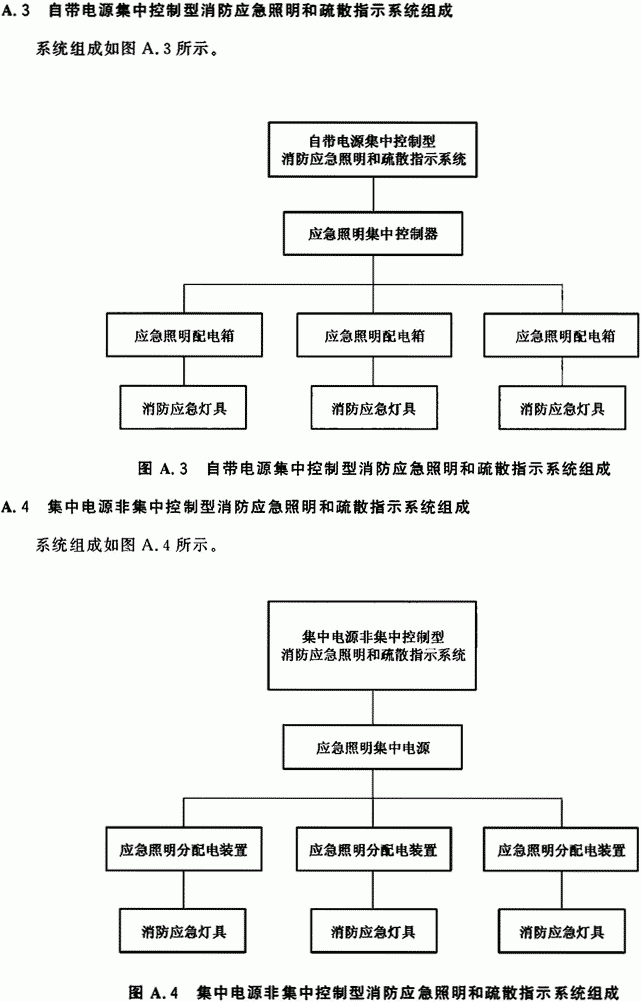 A.3 自带电源集中控制型消防应急照明和疏散指示系统组成
系统组成如图 A.3 所示。
自带电源集中控制型
消防应急照明和疏散指示系统
应急照明集中控制器
应急照明配电箱
应急照明配电箱
应急照明配电箱
消防应急灯具
消防应急灯具
消防应急灯具
图 A.3 自带电源集中控制型消防应急照明和疏散指示系统组成
A.4 集中电源非集中控制型消防应急照明和疏散指示系统组成
系统组成如图 A.4 所示。
集中电源非集中控制型
消防应急照明和疏散指示系统
应急照明集中电源
应急照明分配电装置
应急照明分配电装置
应急照明分配电装置
消防应急灯具
消防应急灯具
消防应急灯具
图 A.4 集中电源非集中控制型消防应急照明和疏散指示系统组成